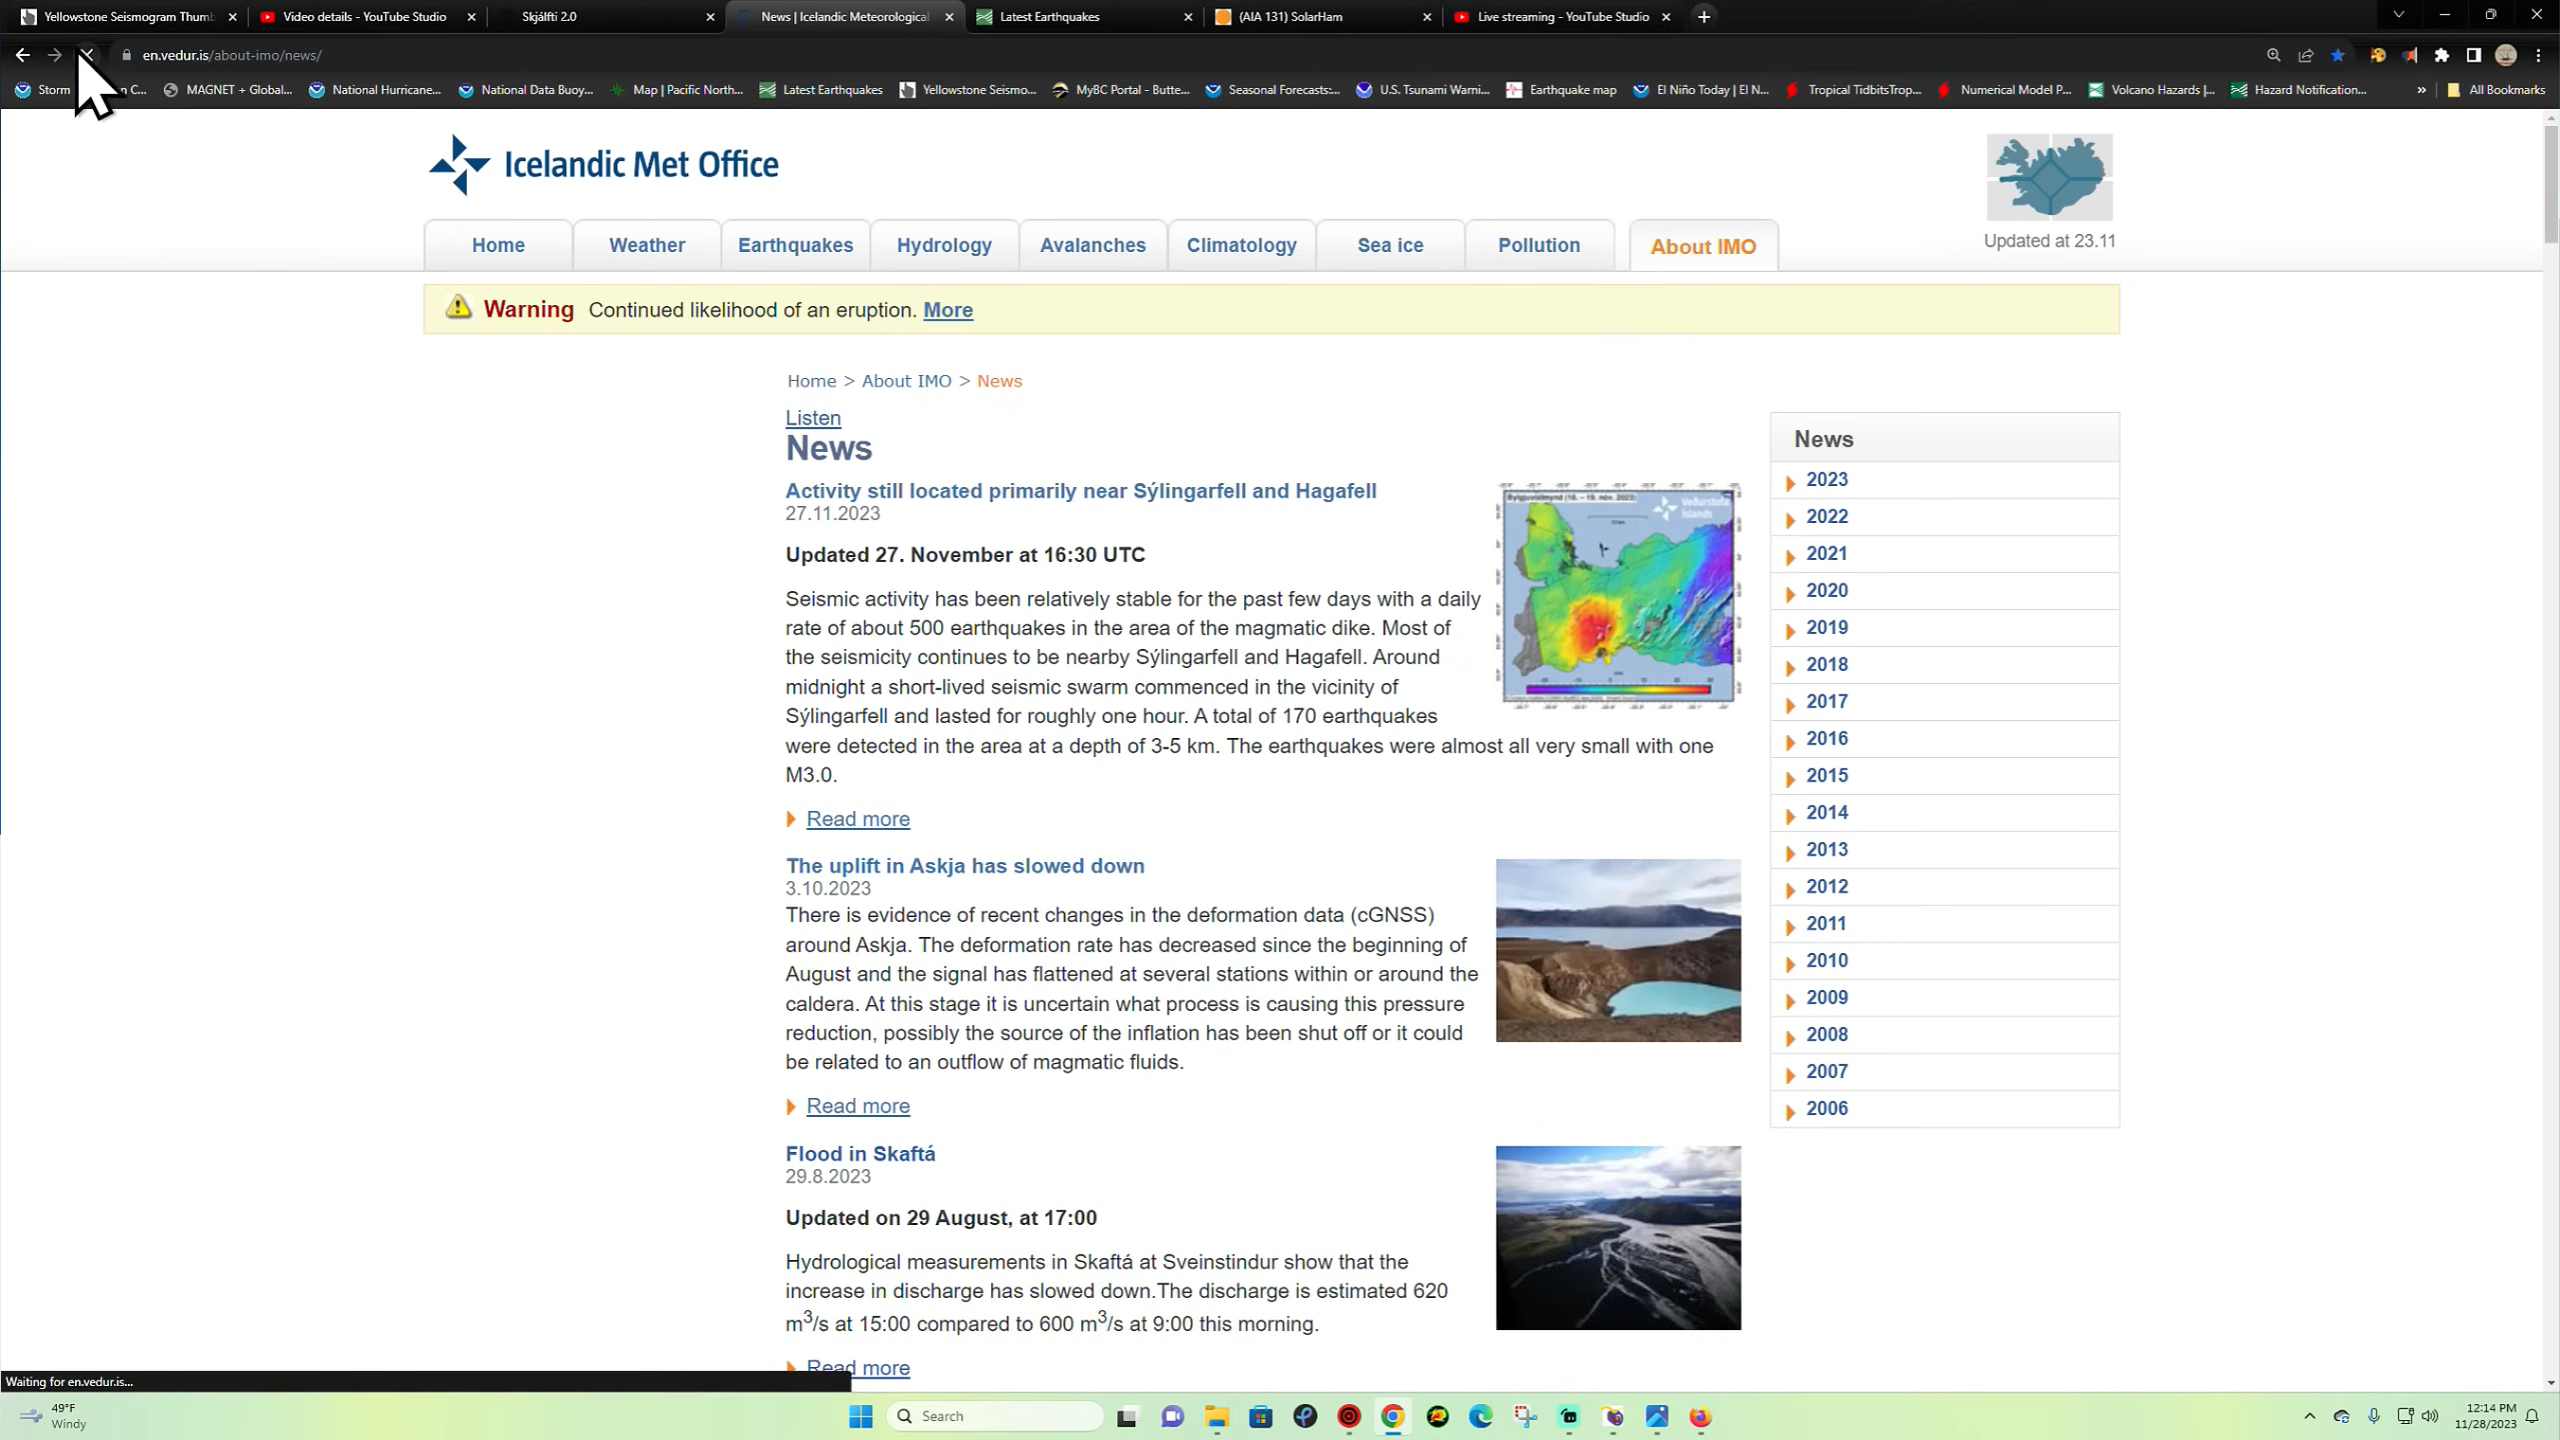 Yellowstone Seismogram Thumb
Video details - YouTube Studio
Skjálfti 2.0
News | Icelandic Meteorological
Latest Earthquakes
(AIA 131) SolarHam
Live streaming - YouTube Studio
en.vedur.is/about-imo/news/
Storm
C...
MAGNET + Global...
National Hurricane...
National Data Buoy...
Map | Pacific North...
Latest Earthquakes
Yellowstone Seismo...
MyBC Portal - Butte...
Seasonal Forecasts:...
U.S. Tsunami Warni...
Earthquake map
El Niño Today | El N...
Tropical TidbitsTrop...
Numerical Model P...
Volcano Hazards |...
Hazard Notification...
»
All Bookmarks
Icelandic Met Office
Updated at 23.11
Home
Weather
Earthquakes
Hydrology
Avalanches
Climatology
Sea ice
Pollution
About IMO
Warning Continued likelihood of an eruption. More
Home > About IMO > News
Listen
News
Activity still located primarily near Sýlingarfell and Hagafell
27.11.2023
Updated 27. November at 16:30 UTC
Seismic activity has been relatively stable for the past few days with a daily
rate of about 500 earthquakes in the area of the magmatic dike. Most of
the seismicity continues to be nearby Sýlingarfell and Hagafell. Around
midnight a short-lived seismic swarm commenced in the vicinity of
Sýlingarfell and lasted for roughly one hour. A total of 170 earthquakes
were detected in the area at a depth of 3-5 km. The earthquakes were almost all very small with one
M3.0.
Read more
Veðurstofa
Íslands
The uplift in Askja has slowed down
3.10.2023
There is evidence of recent changes in the deformation data (cGNSS)
around Askja. The deformation rate has decreased since the beginning of
August and the signal has flattened at several stations within or around the
caldera. At this stage it is uncertain what process is causing this pressure
reduction, possibly the source of the inflation has been shut off or it could
be related to an outflow of magmatic fluids.
Read more
Flood in Skaftá
29.8.2023
Updated on 29 August, at 17:00
Hydrological measurements in Skaftá at Sveinstindur show that the
increase in discharge has slowed down.The discharge is estimated 620
m³/s at 15:00 compared to 600 m³/s at 9:00 this morning.
Read more
News
2023
2022
2021
2020
2019
2018
2017
2016
2015
2014
2013
2012
2011
2010
2009
2008
2007
2006
Waiting for en.vedur.is...
49°F
Windy
Search
12:14 PM
11/28/2023